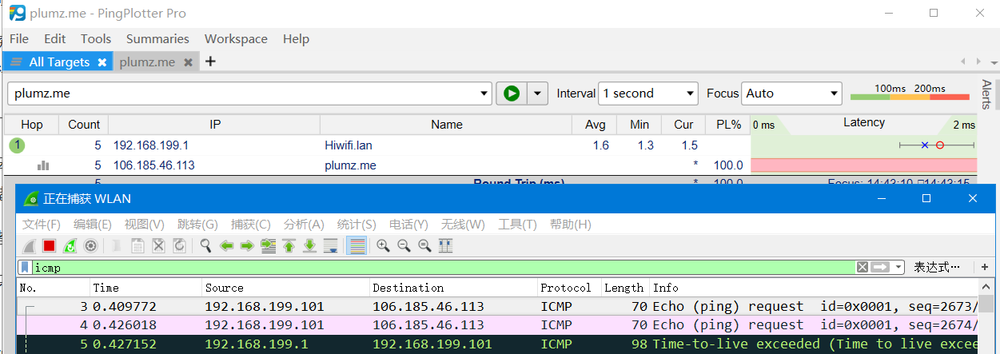 plumz.me - PingPlotter Pro
File Edit Tools Summaries Workspace Help
All Targets plumz.me +
plumz.me Interval 1 second Focus Auto 100ms 200ms Alerts
Hop Count IP Name Avg Min Cur PL% 0 ms Latency 2 ms
1 5 192.168.199.1 Hiwifi.lan 1.6 1.3 1.5
5 106.185.46.113 plumz.me * 100.0
5 Round Trip (ms) * 100.0 Focus: 14:43:10 - 14:43:15
正在捕获 WLAN
文件(F) 编辑(E) 视图(V) 跳转(G) 捕获(C) 分析(A) 统计(S) 电话(Y) 无线(W) 工具(T) 帮助(H)
icmp 表达式… +
No. Time Source Destination Protocol Length Info
3 0.409772 192.168.199.101 106.185.46.113 ICMP 70 Echo (ping) request id=0x0001, seq=2673/
4 0.426018 192.168.199.101 106.185.46.113 ICMP 70 Echo (ping) request id=0x0001, seq=2674/
5 0.427152 192.168.199.1 192.168.199.101 ICMP 98 Time-to-live exceeded (Time to live excee